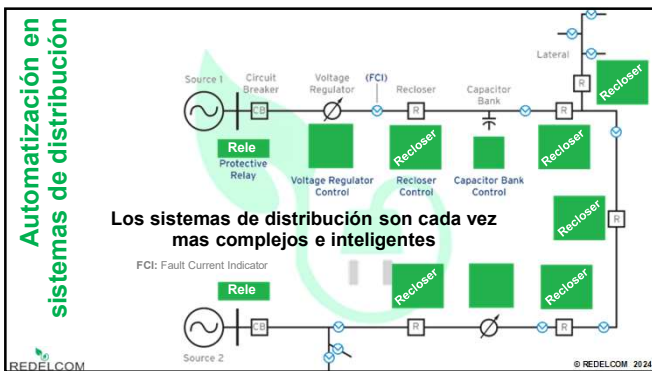 Automatización en
sistemas de distribución
Lateral
Source 1
Circuit
Breaker
Voltage
Regulator
(FCI)
Recloser
Capacitor
Bank
R
Recloser
CB
R
R
Rele
Protective
Relay
Voltage Regulator
Control
Recloser
Recloser
Control
Capacitor Bank
Control
Recloser
Los sistemas de distribución son cada vez
mas complejos e inteligentes
Recloser
R
FCI: Fault Current Indicator
Rele
Recloser
Recloser
CB
R
R
Source 2
REDELCOM
© REDELCOM 2024